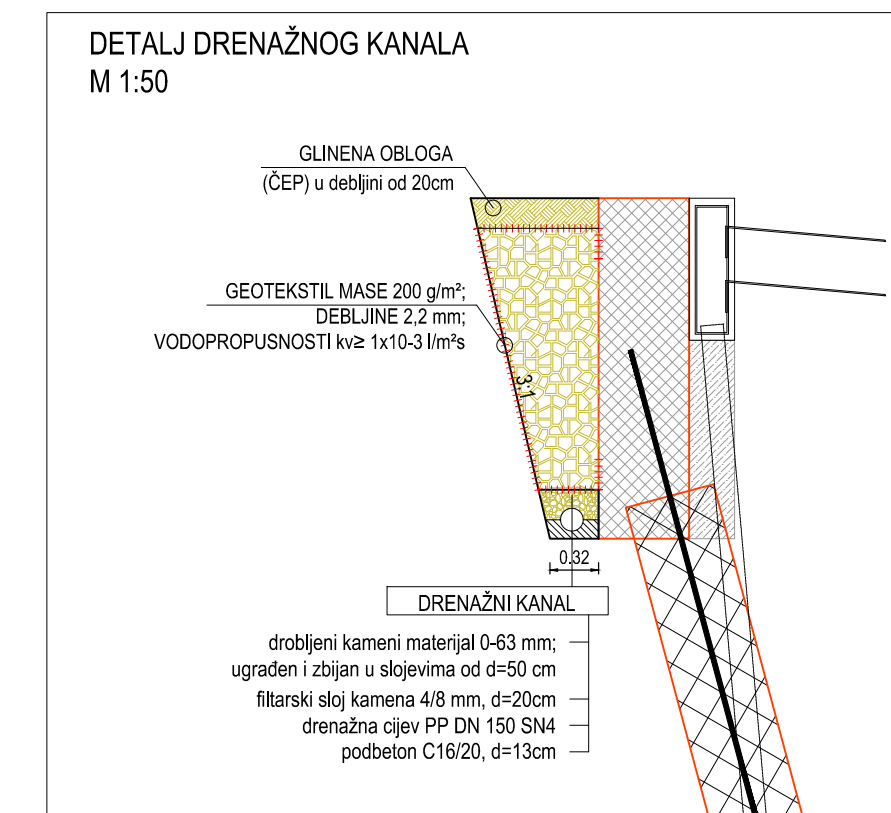 DETALJ DRENAŽNOG KANALA
M 1:50
GLINENA OBLOGA
(ČEP) u debljini od 20cm
GEOTEKSTIL MASE 200 g/m²;
DEBLJINE 2,2 mm;
VODOPROPUSNOSTI kv≥ 1x10-3 l/m²s
3:1
0.32
DRENAŽNI KANAL
drobljeni kameni materijal 0-63 mm;
ugrađen i zbijan u slojevima od d=50 cm
filtarski sloj kamena 4/8 mm, d=20cm
drenažna cijev PP DN 150 SN4
podbeton C16/20, d=13cm